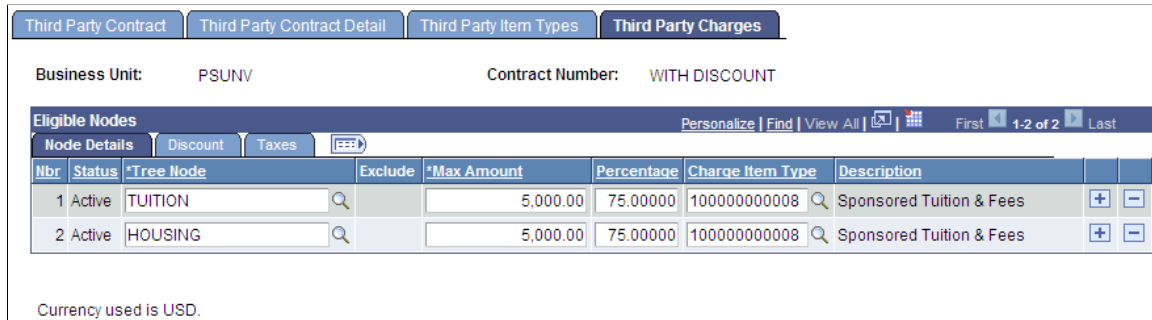 Third Party Contract Third Party Contract Detail Third Party Item Types Third Party Charges
Business Unit: PSUNV Contract Number: WITH DISCOUNT
Eligible Nodes Personalize | Find | View All | | First 1-2 of 2 Last
Node Details Discount Taxes
Nbr Status *Tree Node Exclude *Max Amount Percentage Charge Item Type Description
1 Active TUITION 5,000.00 75.00000 100000000008 Sponsored Tuition & Fees + −
2 Active HOUSING 5,000.00 75.00000 100000000008 Sponsored Tuition & Fees + −
Currency used is USD.